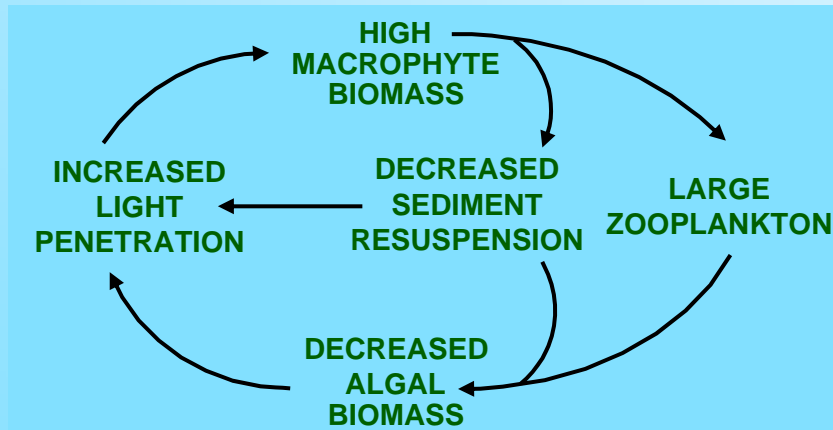 HIGH
MACROPHYTE
BIOMASS
INCREASED
LIGHT
PENETRATION
DECREASED
SEDIMENT
RESUSPENSION
LARGE
ZOOPLANKTON
DECREASED
ALGAL
BIOMASS